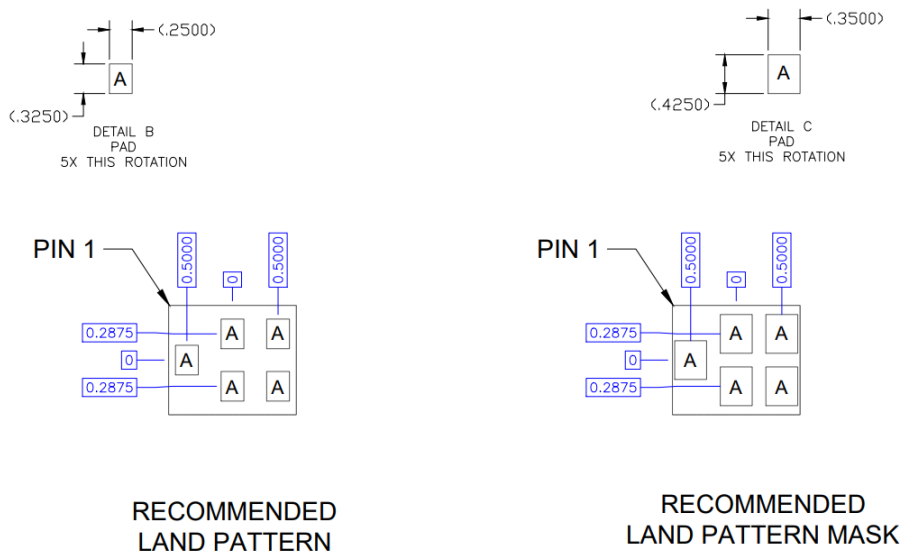 (.2500)
A
(.3250)
DETAIL B
PAD
5X THIS ROTATION
(.3500)
A
(.4250)
DETAIL C
PAD
5X THIS ROTATION
PIN 1
0.5000
0
0.5000
0.2875
A
A
0
A
0.2875
A
A
RECOMMENDED
LAND PATTERN
PIN 1
0.5000
0
0.5000
0.2875
A
A
0
A
0.2875
A
A
RECOMMENDED
LAND PATTERN MASK